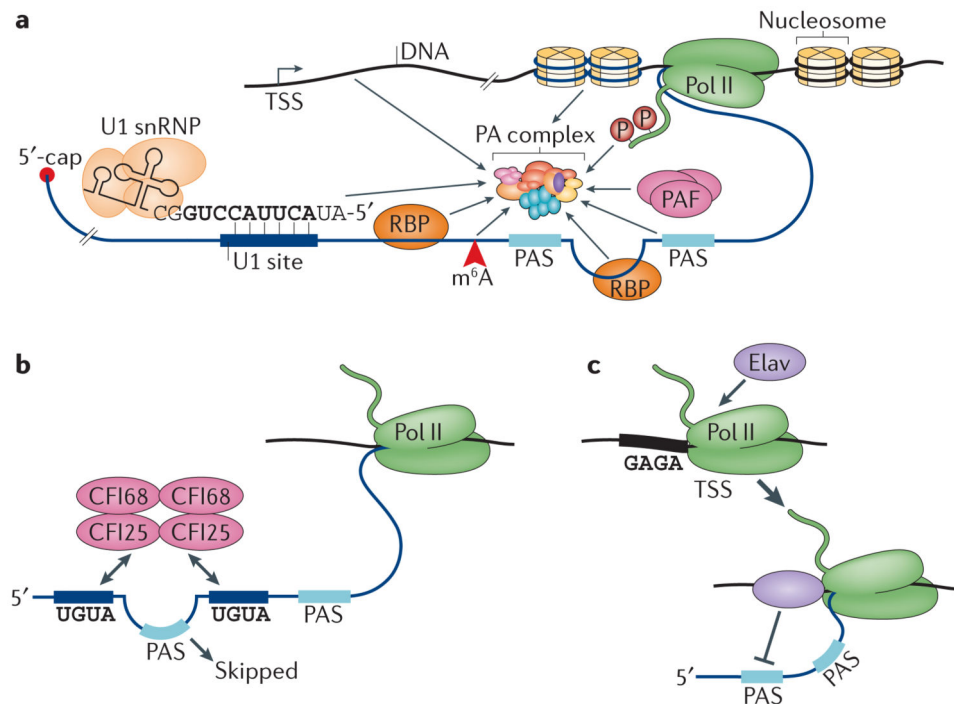 a
Nucleosome
DNA
TSS
Pol II
U1 snRNP
PA complex
P
P
5′-cap
PAF
CGGUCCAUUCAUA-5′
RBP
U1 site
m⁶A
PAS
RBP
PAS
b
Pol II
CFI68
CFI68
CFI25
CFI25
5′
UGUA
UGUA
PAS
PAS
Skipped
c
Elav
Pol II
GAGA
TSS
5′
PAS
PAS